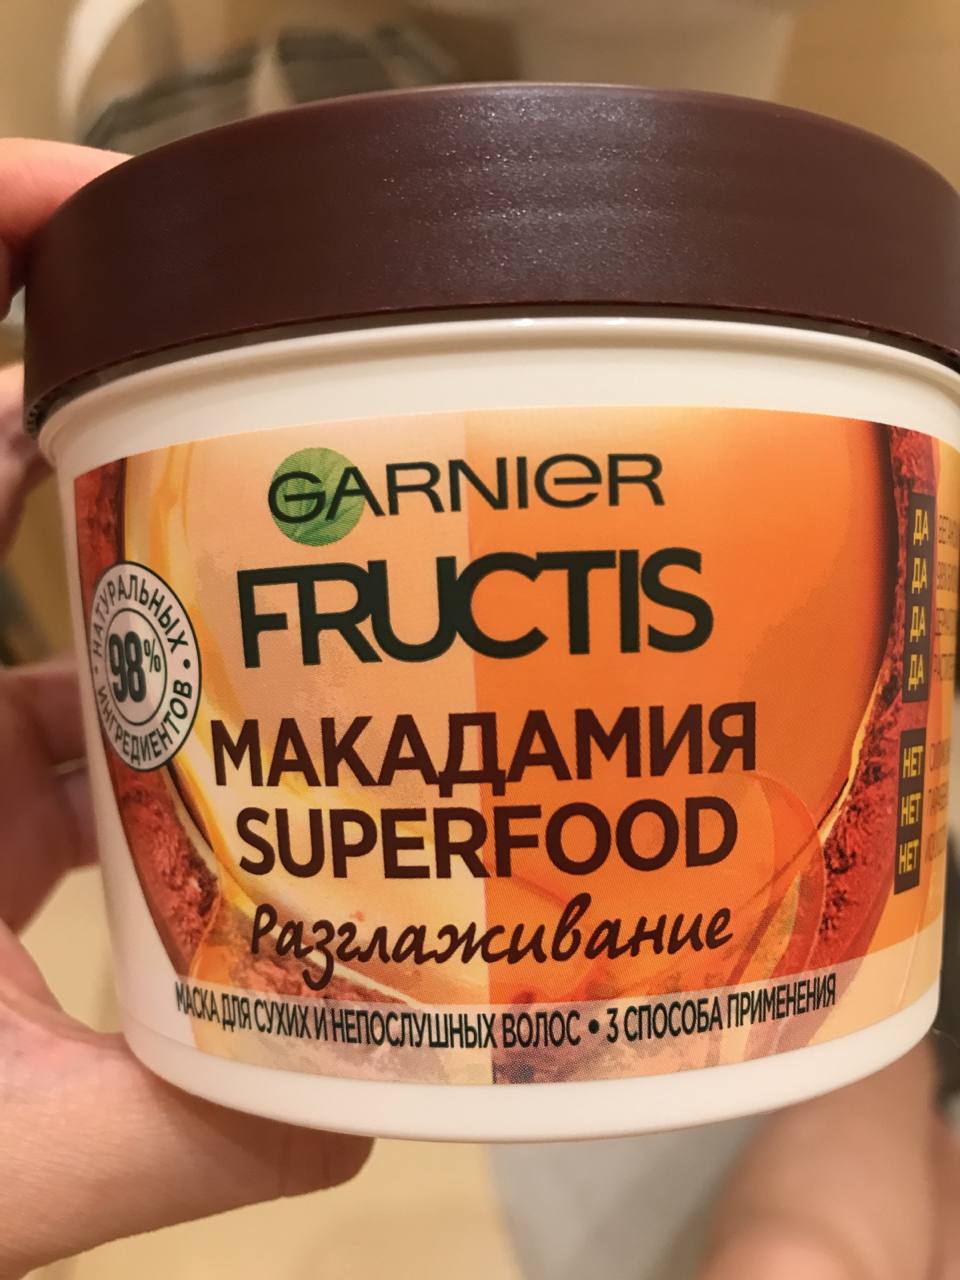 GARNIER
FRUCTIS
МАКАДАМИЯ
SUPERFOOD
Разглаживание
МАСКА ДЛЯ СУХИХ И НЕПОСЛУШНЫХ ВОЛОС • 3 СПОСОБА ПРИМЕНЕНИЯ
• НАТУРАЛЬНЫХ •
98%
ИНГРЕДИЕНТОВ
ДА
ДА
ДА
ДА
НЕТ
НЕТ
НЕТ